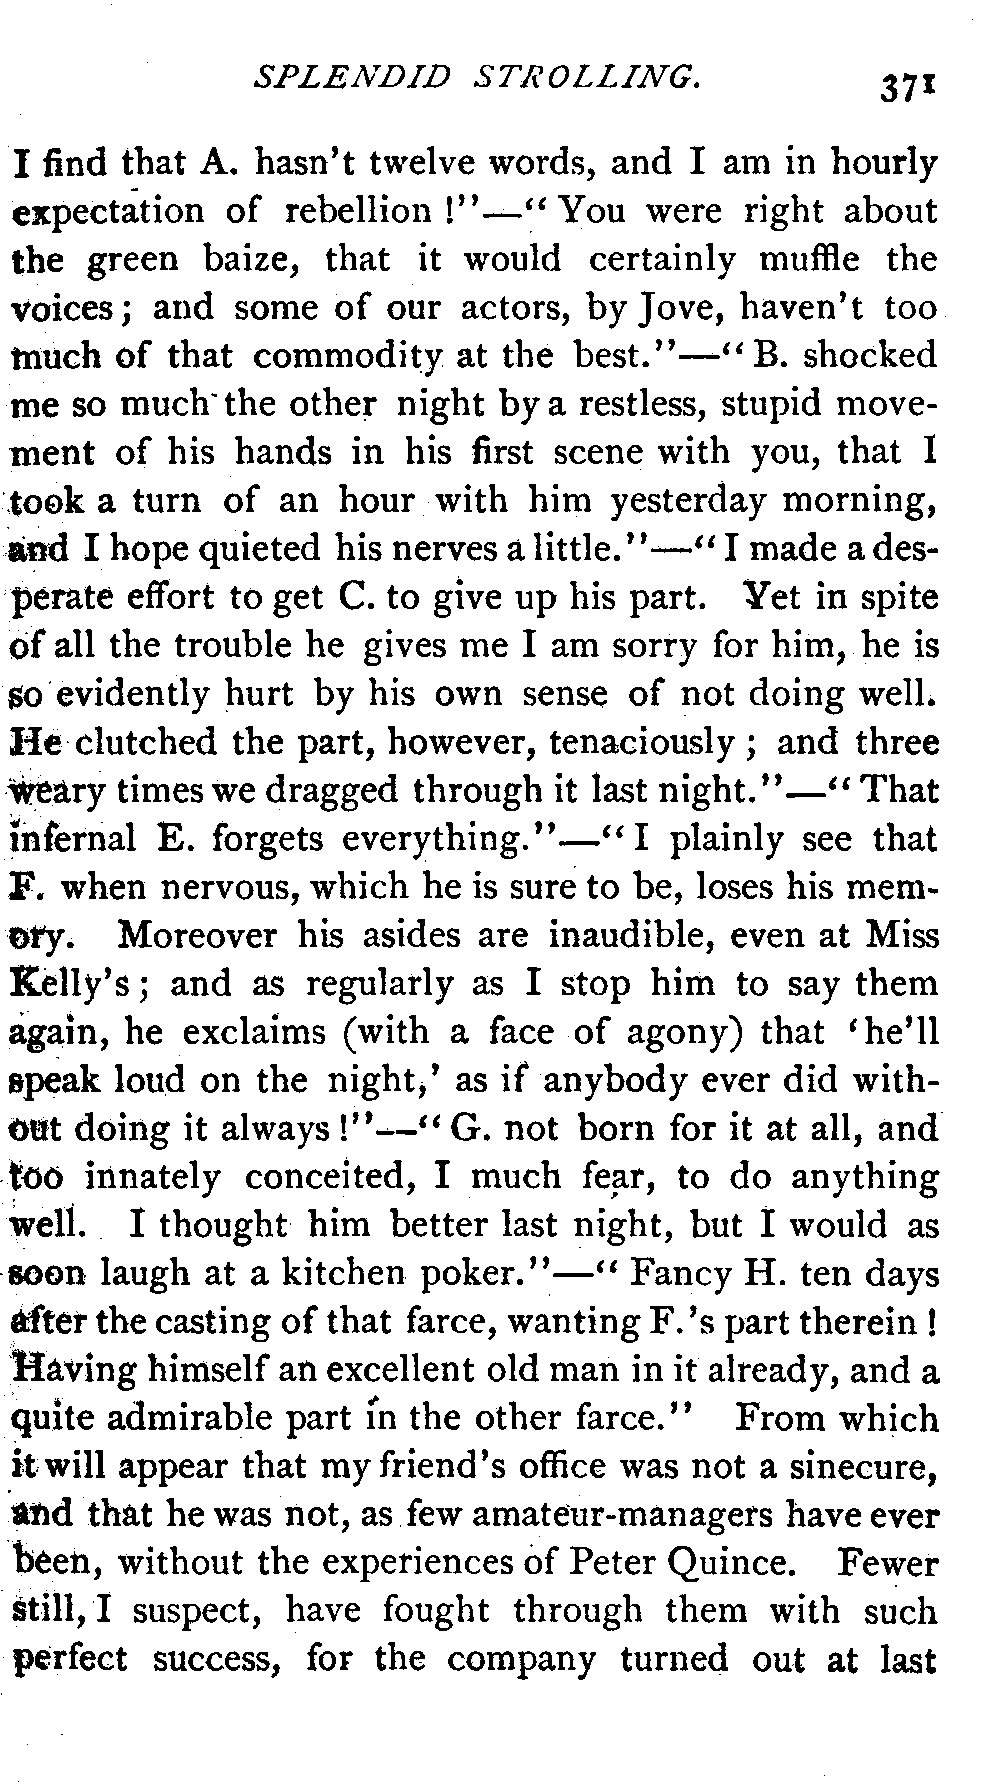 SPLENDID STROLLING. 371
I find that A. hasn't twelve words, and I am in hourly
expectation of rebellion !"—"You were right about
the green baize, that it would certainly muffle the
voices; and some of our actors, by Jove, haven't too
much of that commodity at the best."—"B. shocked
me so much the other night by a restless, stupid move-
ment of his hands in his first scene with you, that I
took a turn of an hour with him yesterday morning,
and I hope quieted his nerves a little."—"I made a des-
perate effort to get C. to give up his part. Yet in spite
of all the trouble he gives me I am sorry for him, he is
so evidently hurt by his own sense of not doing well.
He clutched the part, however, tenaciously; and three
weary times we dragged through it last night."—"That
infernal E. forgets everything."—"I plainly see that
F. when nervous, which he is sure to be, loses his mem-
ory. Moreover his asides are inaudible, even at Miss
Kelly's; and as regularly as I stop him to say them
again, he exclaims (with a face of agony) that 'he'll
speak loud on the night,' as if anybody ever did with-
out doing it always!"—"G. not born for it at all, and
too innately conceited, I much fear, to do anything
well. I thought him better last night, but I would as
soon laugh at a kitchen poker."—"Fancy H. ten days
after the casting of that farce, wanting F.'s part therein!
Having himself an excellent old man in it already, and a
quite admirable part in the other farce." From which
it will appear that my friend's office was not a sinecure,
and that he was not, as few amateur-managers have ever
been, without the experiences of Peter Quince. Fewer
still, I suspect, have fought through them with such
perfect success, for the company turned out at last